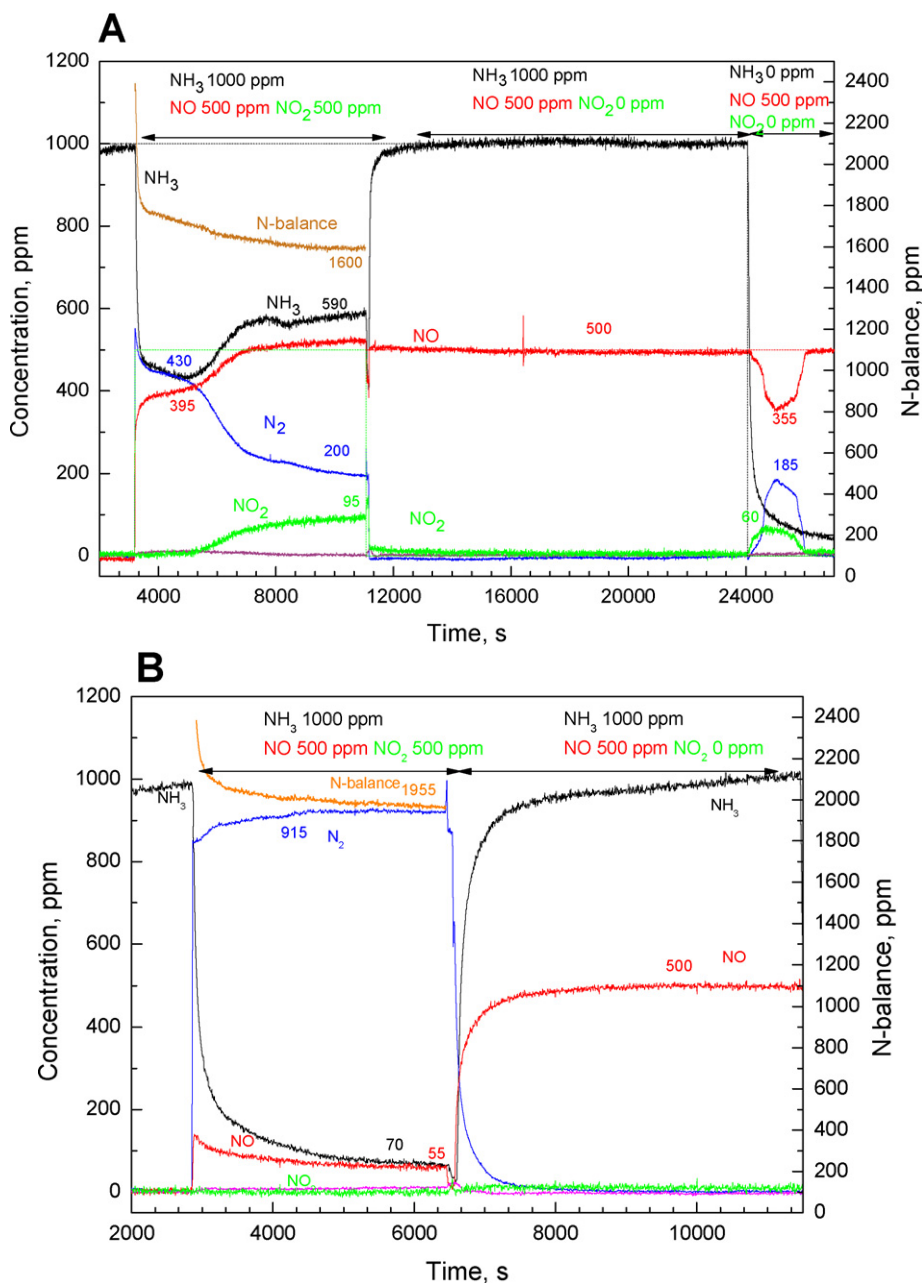 A
NH3 1000 ppm
NO 500 ppm NO2 500 ppm
NH3 1000 ppm
NO 500 ppm NO2 0 ppm
NH3 0 ppm
NO 500 ppm
NO2 0 ppm
1200
1000
800
600
400
200
0
Concentration, ppm
2400
2200
2000
1800
1600
1400
1200
1000
800
600
400
200
0
N-balance, ppm
NH3
N-balance
1600
NH3
590
430
395
N2
200
NO2
95
NO
500
NO2
355
185
60
4000
8000
12000
16000
20000
24000
Time, s
B
NH3 1000 ppm
NO 500 ppm NO2 500 ppm
NH3 1000 ppm
NO 500 ppm NO2 0 ppm
1200
1000
800
600
400
200
0
Concentration, ppm
2400
2200
2000
1800
1600
1400
1200
1000
800
600
400
200
0
N-balance, ppm
NH3
N-balance 1955
915 N2
NO
70
55
NO
NH3
500 NO
2000
4000
6000
8000
10000
Time, s